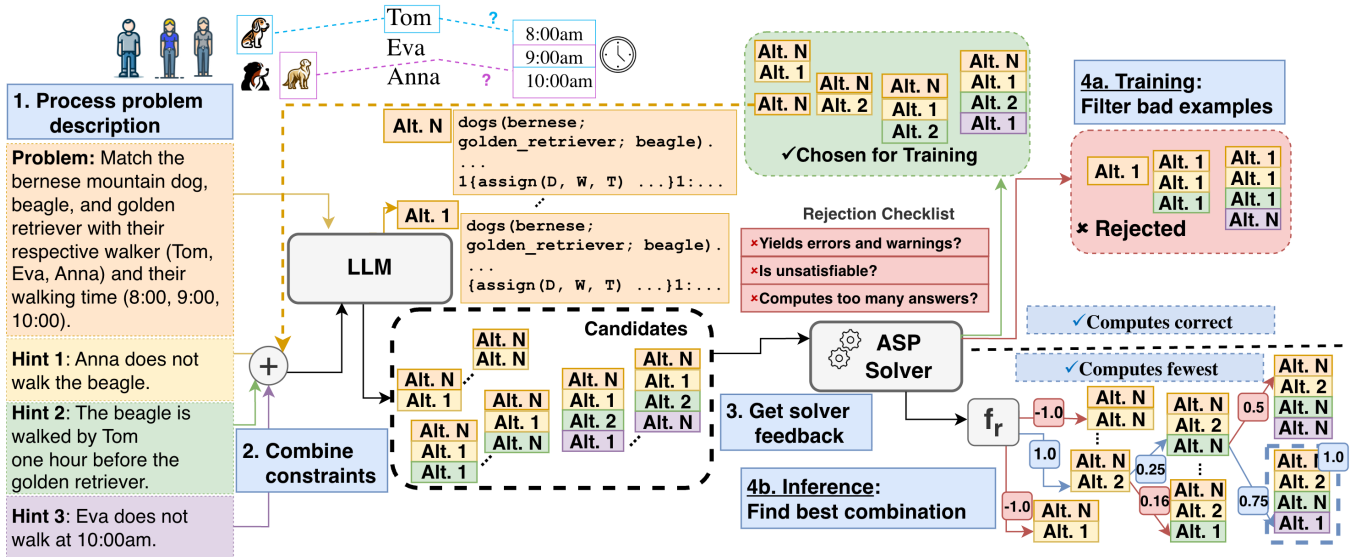 Tom
Eva
Anna
?
?
8:00am
9:00am
10:00am
1. Process problem
description
Problem: Match the
bernese mountain dog,
beagle, and golden
retriever with their
respective walker (Tom,
Eva, Anna) and their
walking time (8:00, 9:00,
10:00).
Hint 1: Anna does not
walk the beagle.
Hint 2: The beagle is
walked by Tom
one hour before the
golden retriever.
Hint 3: Eva does not
walk at 10:00am.
+
2. Combine
constraints
LLM
Alt. N
dogs(bernese;
golden_retriever; beagle).
...
1{assign(D, W, T) ...}1:...
Alt. 1
dogs(bernese;
golden_retriever; beagle).
...
{assign(D, W, T) ...}1:...
Candidates
Alt. N
Alt. N
Alt. N
Alt. 1
Alt. N
Alt. 1
Alt. 1
Alt. N
Alt. 1
Alt. N
Alt. N
Alt. 1
Alt. 2
Alt. 1
Alt. N
Alt. 1
Alt. 2
Alt. N
3. Get solver
feedback
ASP
Solver
Alt. N
Alt. 1
Alt. N
Alt. N
Alt. 2
Alt. N
Alt. 1
Alt. 2
Alt. N
Alt. 1
Alt. 2
Alt. 1
✓Chosen for Training
4a. Training:
Filter bad examples
Alt. 1
Alt. 1
Alt. 1
Alt. 1
Alt. 1
Alt. 1
Alt. 1
Alt. N
✖ Rejected
Rejection Checklist
✗Yields errors and warnings?
✗Is unsatisfiable?
✗Computes too many answers?
✓Computes correct
✓Computes fewest
4b. Inference:
Find best combination
fr
-1.0
1.0
-1.0
Alt. N
Alt. N
Alt. N
Alt. 2
Alt. N
Alt. 1
0.25
0.16
Alt. N
Alt. 2
Alt. N
Alt. N
Alt. 2
Alt. 1
0.5
0.75
Alt. N
Alt. 2
Alt. N
Alt. N
1.0
Alt.
Alt. 2
Alt. N
Alt. 1